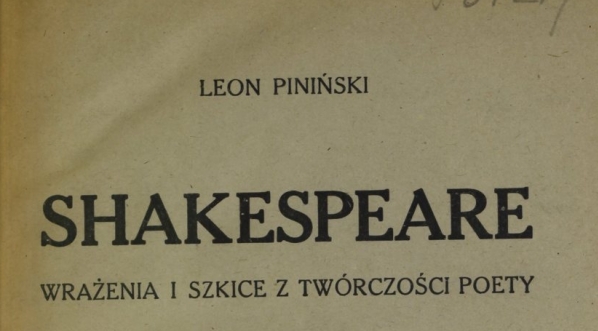 LEON PINIŃSKI
SHAKESPEARE
WRAŻENIA I SZKICE Z TWÓRCZOŚCI POETY